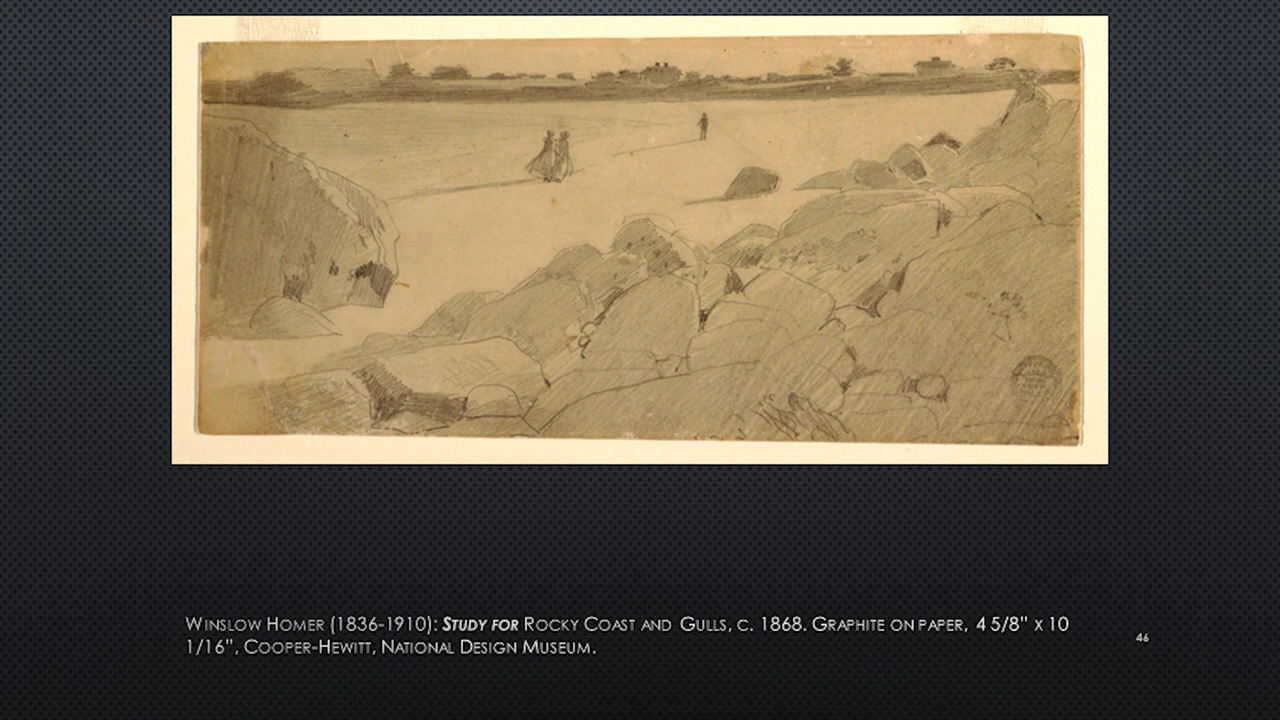 Winslow Homer (1836-1910): Study for Rocky Coast and Gulls, c. 1868. Graphite on paper, 4 5/8" x 10
1/16", Cooper-Hewitt, National Design Museum.
46